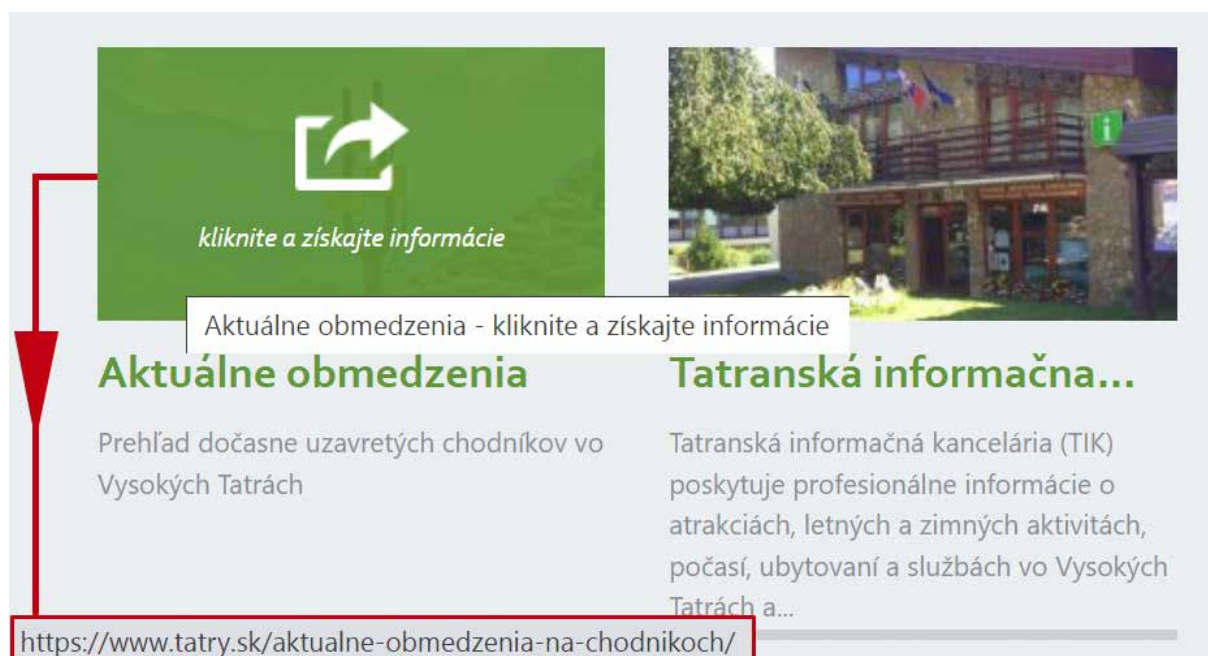 kliknite a získajte informácie
Aktuálne obmedzenia - kliknite a získajte informácie
Aktuálne obmedzenia
Prehľad dočasne uzavretých chodníkov vo
Vysokých Tatrách
Tatranská informačna...
Tatranská informačná kancelária (TIK)
poskytuje profesionálne informácie o
atrakciách, letných a zimných aktivitách,
počasí, ubytovaní a službách vo Vysokých
Tatrách a...
https://www.tatry.sk/aktualne-obmedzenia-na-chodnikoch/